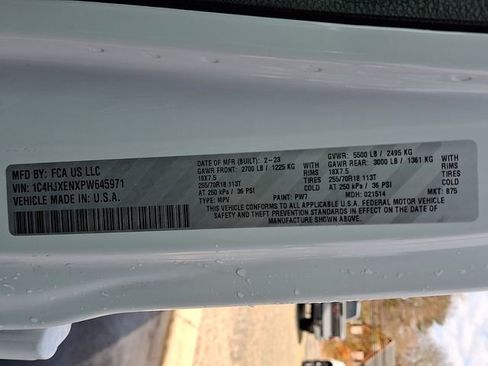 MFD BY: FCA US LLC
VIN: 1C4HJXENXPW645971
VEHICLE MADE IN: U.S.A.
DATE OF MFR (BUILT): 2-23
GAWR FRONT: 2700 LB / 1225 KG WITH
18X7.5 RIMS
255/70R18 113T TIRES
AT 250 kPa / 36 PSI
TYPE: MPV PAINT: PW7
GVWR: 5500 LB / 2495 KG
GAWR REAR: 3000 LB / 1361 KG WITH
18X7.5 RIMS
255/70R18 113T TIRES
AT 250 kPa / 36 PSI
MDH: 021514 MKT: 875
THIS VEHICLE CONFORMS TO ALL APPLICABLE U.S.A. FEDERAL MOTOR VEHICLE
SAFETY AND THEFT PREVENTION STANDARDS IN EFFECT ON THE DATE OF
MANUFACTURE SHOWN ABOVE.